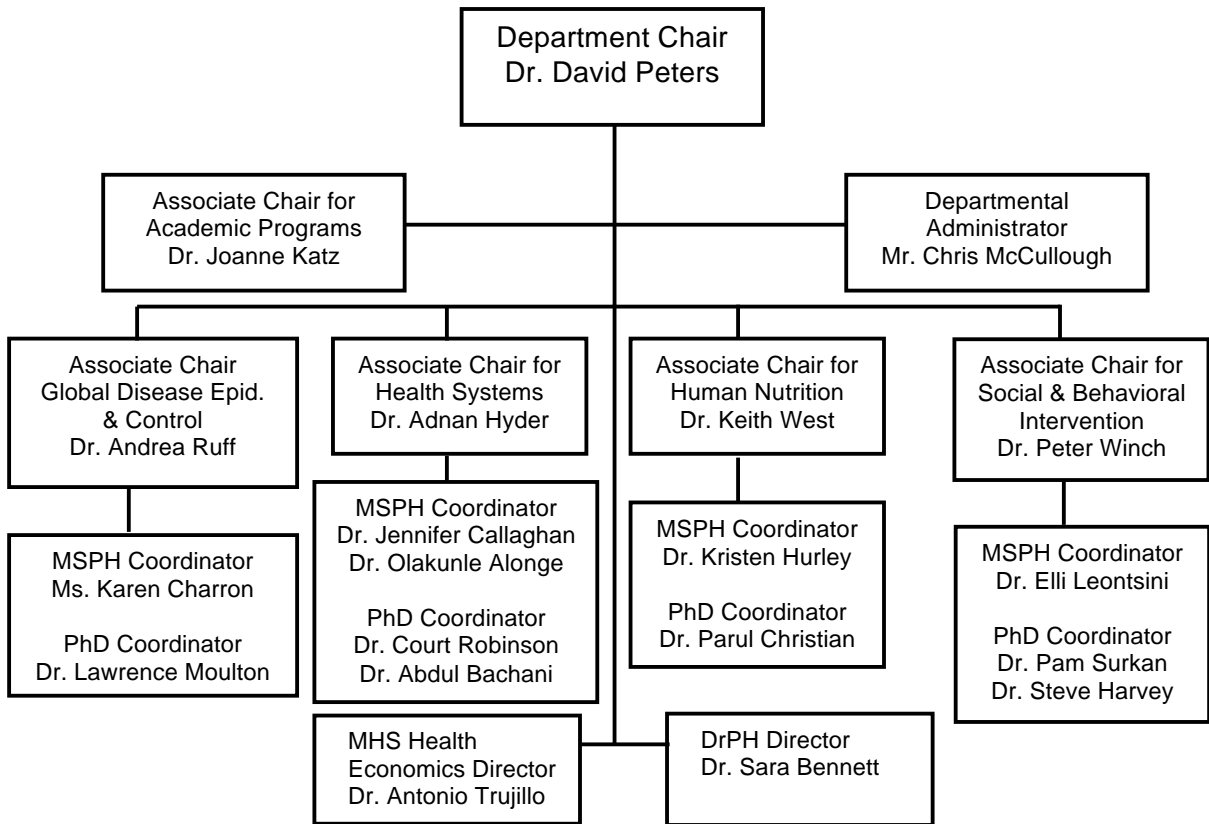 Department Chair
Dr. David Peters
Associate Chair for
Academic Programs
Dr. Joanne Katz
Departmental
Administrator
Mr. Chris McCullough
Associate Chair
Global Disease Epid.
& Control
Dr. Andrea Ruff
Associate Chair for
Health Systems
Dr. Adnan Hyder
Associate Chair for
Human Nutrition
Dr. Keith West
Associate Chair for
Social & Behavioral
Intervention
Dr. Peter Winch
MSPH Coordinator
Ms. Karen Charron
PhD Coordinator
Dr. Lawrence Moulton
MSPH Coordinator
Dr. Jennifer Callaghan
Dr. Olakunle Alonge
PhD Coordinator
Dr. Court Robinson
Dr. Abdul Bachani
MSPH Coordinator
Dr. Kristen Hurley
PhD Coordinator
Dr. Parul Christian
MSPH Coordinator
Dr. Elli Leontsini
PhD Coordinator
Dr. Pam Surkan
Dr. Steve Harvey
MHS Health
Economics Director
Dr. Antonio Trujillo
DrPH Director
Dr. Sara Bennett